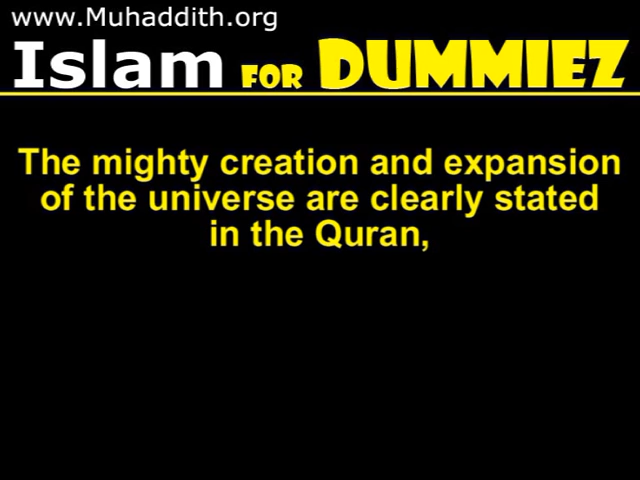 www.Muhaddith.org
Islam FOR DUMMIEZ
The mighty creation and expansion
of the universe are clearly stated
in the Quran,